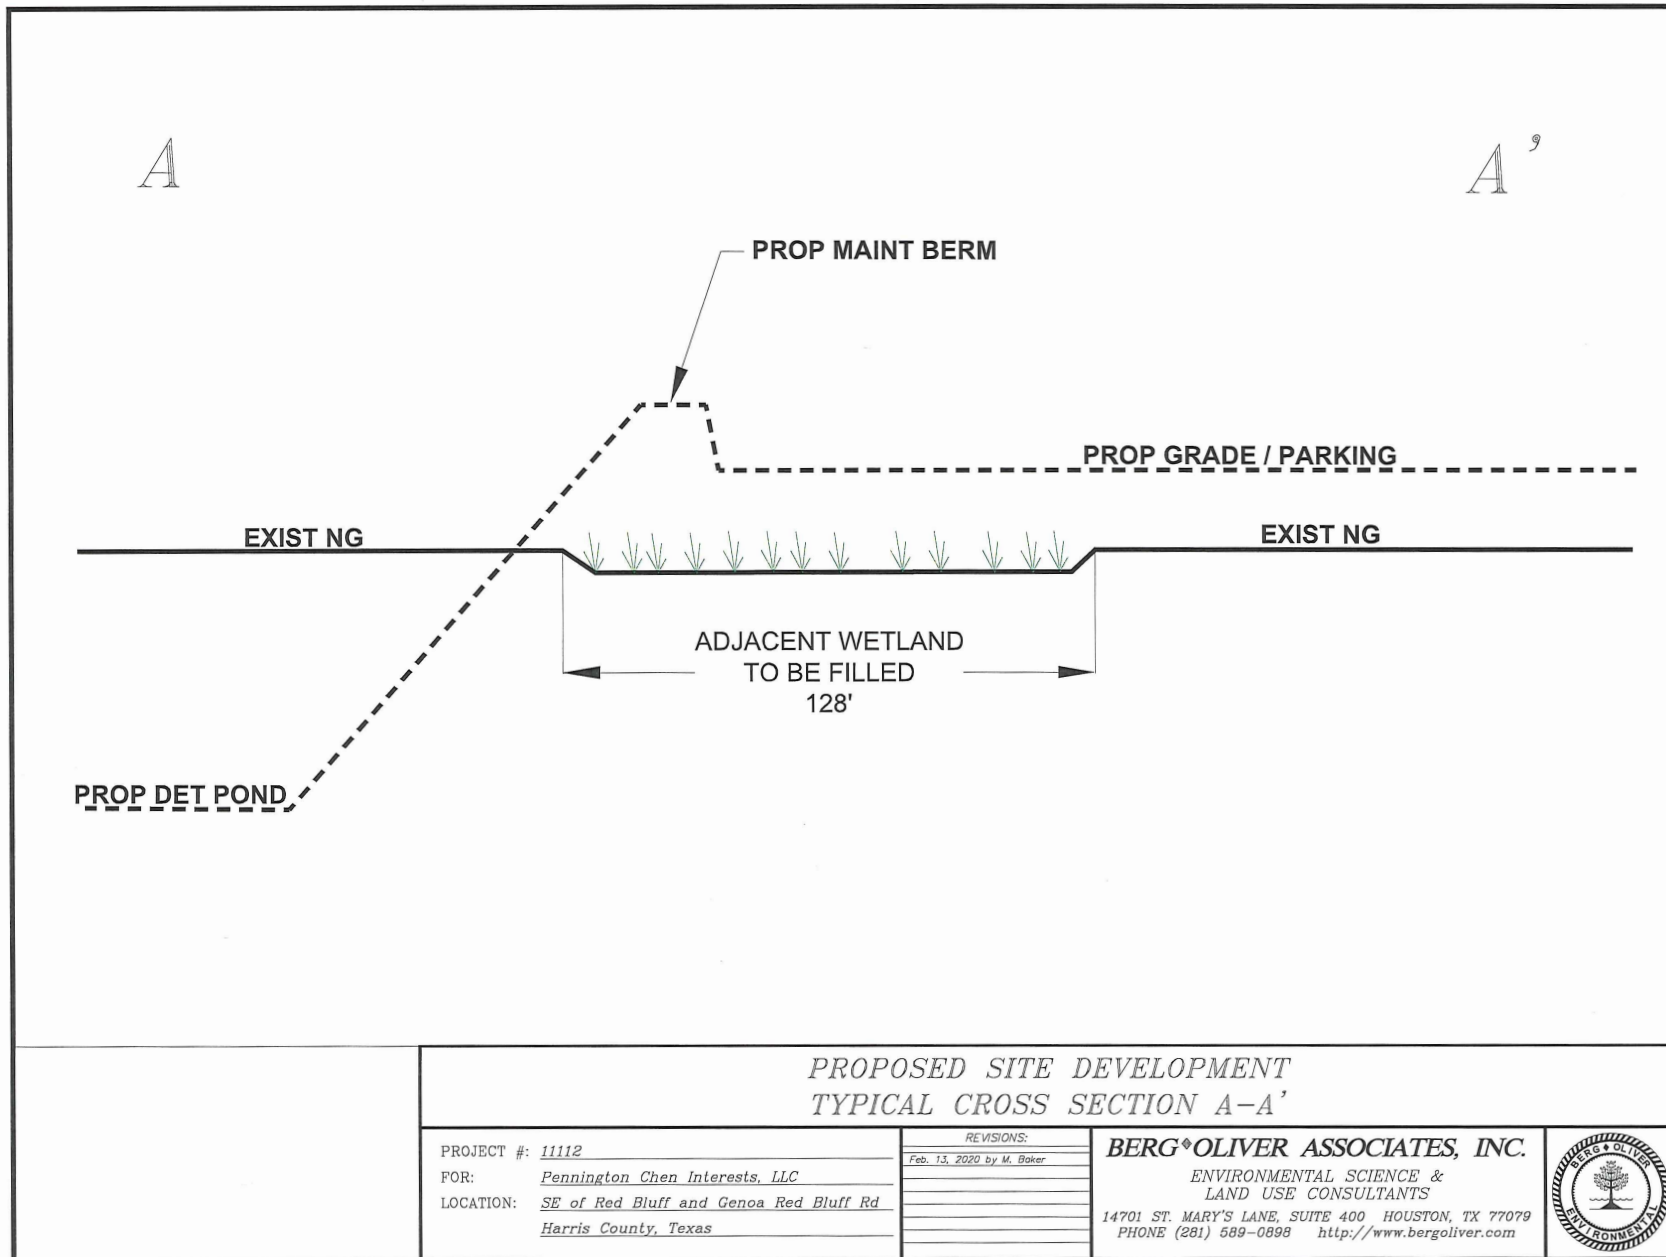 A
A'
PROP MAINT BERM
PROP GRADE / PARKING
EXIST NG
EXIST NG
ADJACENT WETLAND
TO BE FILLED
128'
PROP DET POND
PROPOSED SITE DEVELOPMENT
TYPICAL CROSS SECTION A-A'
PROJECT #: 11112
FOR: Pennington Chen Interests, LLC
LOCATION: SE of Red Bluff and Genoa Red Bluff Rd
Harris County, Texas
REVISIONS:
Feb. 13, 2020 by M. Baker
BERG◆OLIVER ASSOCIATES, INC.
ENVIRONMENTAL SCIENCE &
LAND USE CONSULTANTS
14701 ST. MARY'S LANE, SUITE 400 HOUSTON, TX 77079
PHONE (281) 589-0898 http://www.bergoliver.com
BERG ◆ OLIVER
ENVIRONMENTAL